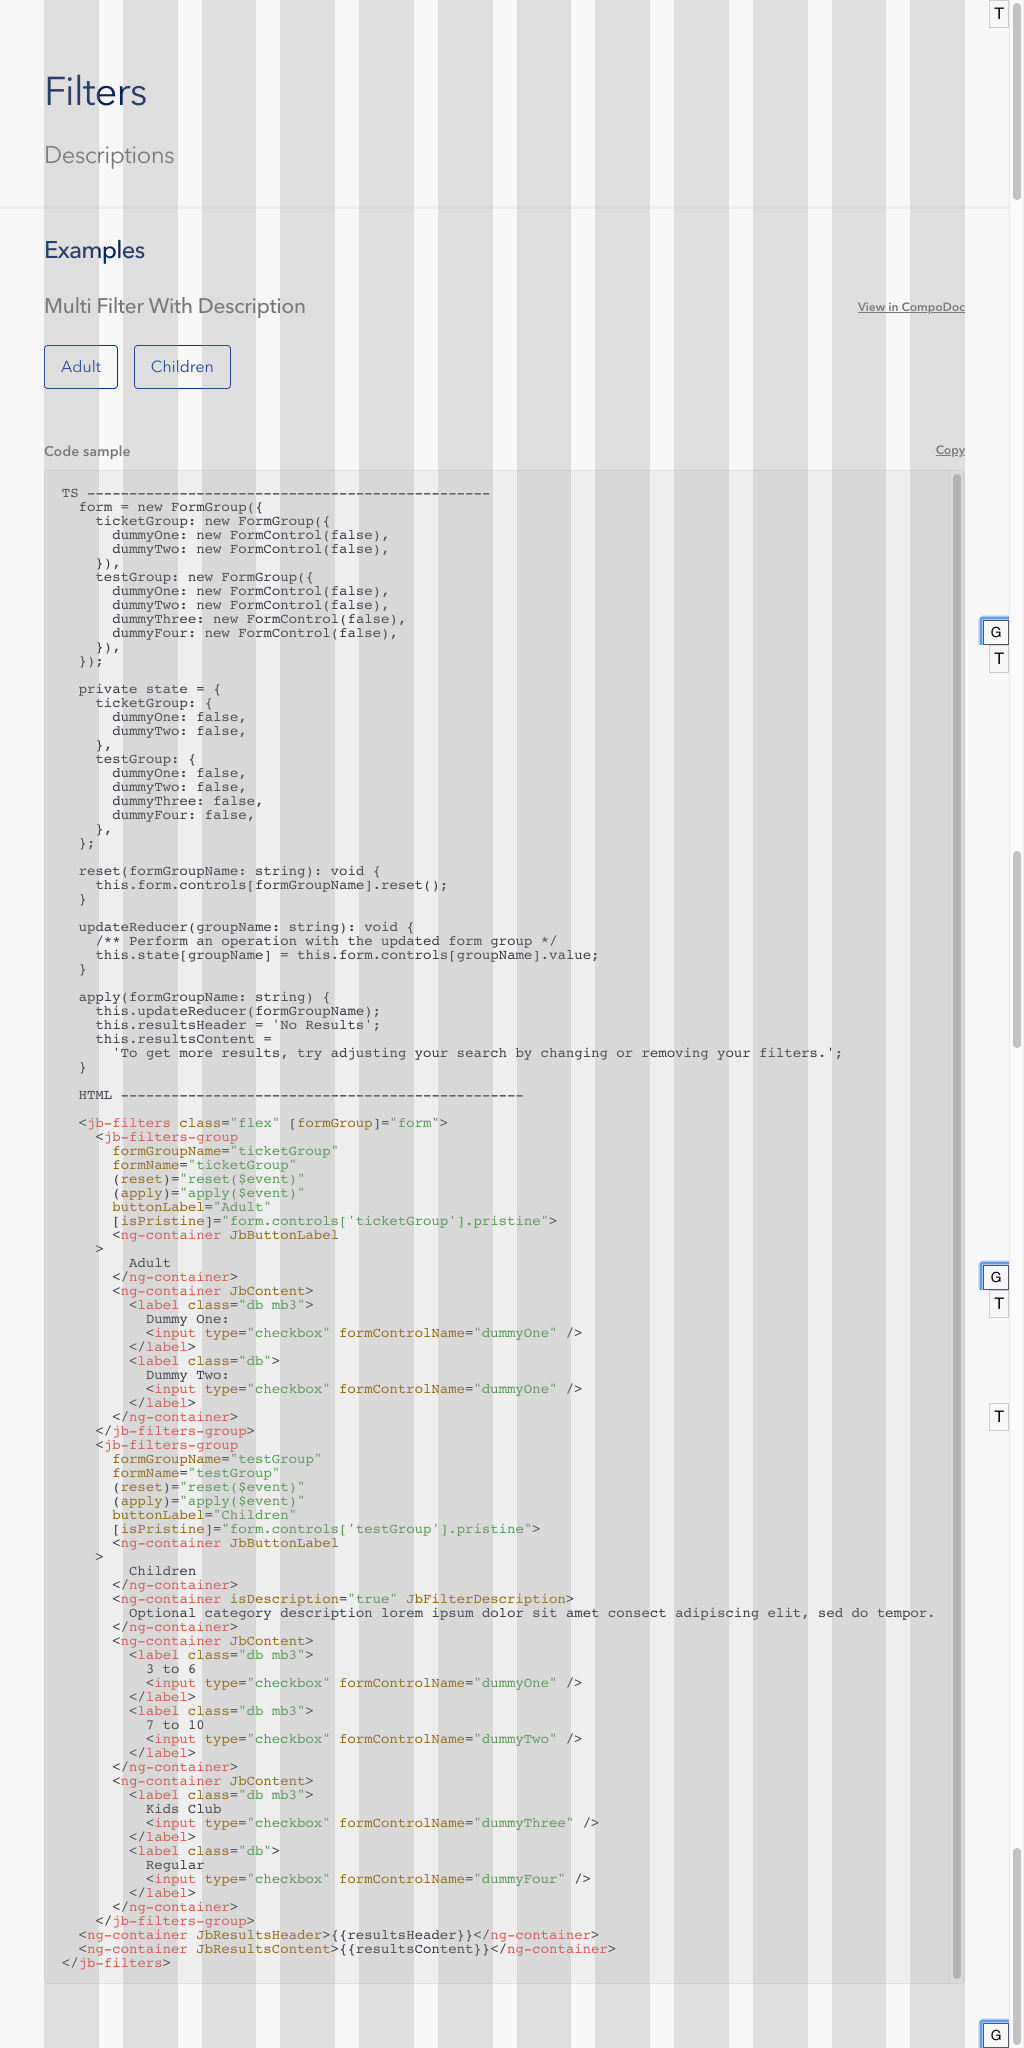 T
Filters
Descriptions
Examples
Multi Filter With Description
View in CompoDoc
Adult
Children
Code sample
Copy
TS ------------------------------------------------
  form = new FormGroup({
    ticketGroup: new FormGroup({
      dummyOne: new FormControl(false),
      dummyTwo: new FormControl(false),
    }),
    testGroup: new FormGroup({
      dummyOne: new FormControl(false),
      dummyTwo: new FormControl(false),
      dummyThree: new FormControl(false),
      dummyFour: new FormControl(false),
    }),
  });
G
T
  private state = {
    ticketGroup: {
      dummyOne: false,
      dummyTwo: false,
    },
    testGroup: {
      dummyOne: false,
      dummyTwo: false,
      dummyThree: false,
      dummyFour: false,
    },
  };
  reset(formGroupName: string): void {
    this.form.controls[formGroupName].reset();
  }
  updateReducer(groupName: string): void {
    /** Perform an operation with the updated form group */
    this.state[groupName] = this.form.controls[groupName].value;
  }
  apply(formGroupName: string) {
    this.updateReducer(formGroupName);
    this.resultsHeader = 'No Results';
    this.resultsContent =
      'To get more results, try adjusting your search by changing or removing your filters.';
  }
  HTML ------------------------------------------------
  <jb-filters class="flex" [formGroup]="form">
    <jb-filters-group
      formGroupName="ticketGroup"
      formName="ticketGroup"
      (reset)="reset($event)"
      (apply)="apply($event)"
      buttonLabel="Adult"
      [isPristine]="form.controls['ticketGroup'].pristine">
      <ng-container JbButtonLabel
    >
        Adult
      </ng-container>
      <ng-container JbContent>
        <label class="db mb3">
          Dummy One:
          <input type="checkbox" formControlName="dummyOne" />
        </label>
        <label class="db">
          Dummy Two:
          <input type="checkbox" formControlName="dummyOne" />
        </label>
      </ng-container>
    </jb-filters-group>
    <jb-filters-group
      formGroupName="testGroup"
      formName="testGroup"
      (reset)="reset($event)"
      (apply)="apply($event)"
      buttonLabel="Children"
      [isPristine]="form.controls['testGroup'].pristine">
      <ng-container JbButtonLabel
    >
        Children
      </ng-container>
      <ng-container isDescription="true" JbFilterDescription>
        Optional category description lorem ipsum dolor sit amet consect adipiscing elit, sed do tempor.
      </ng-container>
      <ng-container JbContent>
        <label class="db mb3">
          3 to 6
          <input type="checkbox" formControlName="dummyOne" />
        </label>
        <label class="db mb3">
          7 to 10
          <input type="checkbox" formControlName="dummyTwo" />
        </label>
      </ng-container>
      <ng-container JbContent>
        <label class="db mb3">
          Kids Club
          <input type="checkbox" formControlName="dummyThree" />
        </label>
        <label class="db">
          Regular
          <input type="checkbox" formControlName="dummyFour" />
        </label>
      </ng-container>
    </jb-filters-group>
  <ng-container JbResultsHeader>{{resultsHeader}}</ng-container>
  <ng-container JbResultsContent>{{resultsContent}}</ng-container>
</jb-filters>
G
T
T
G